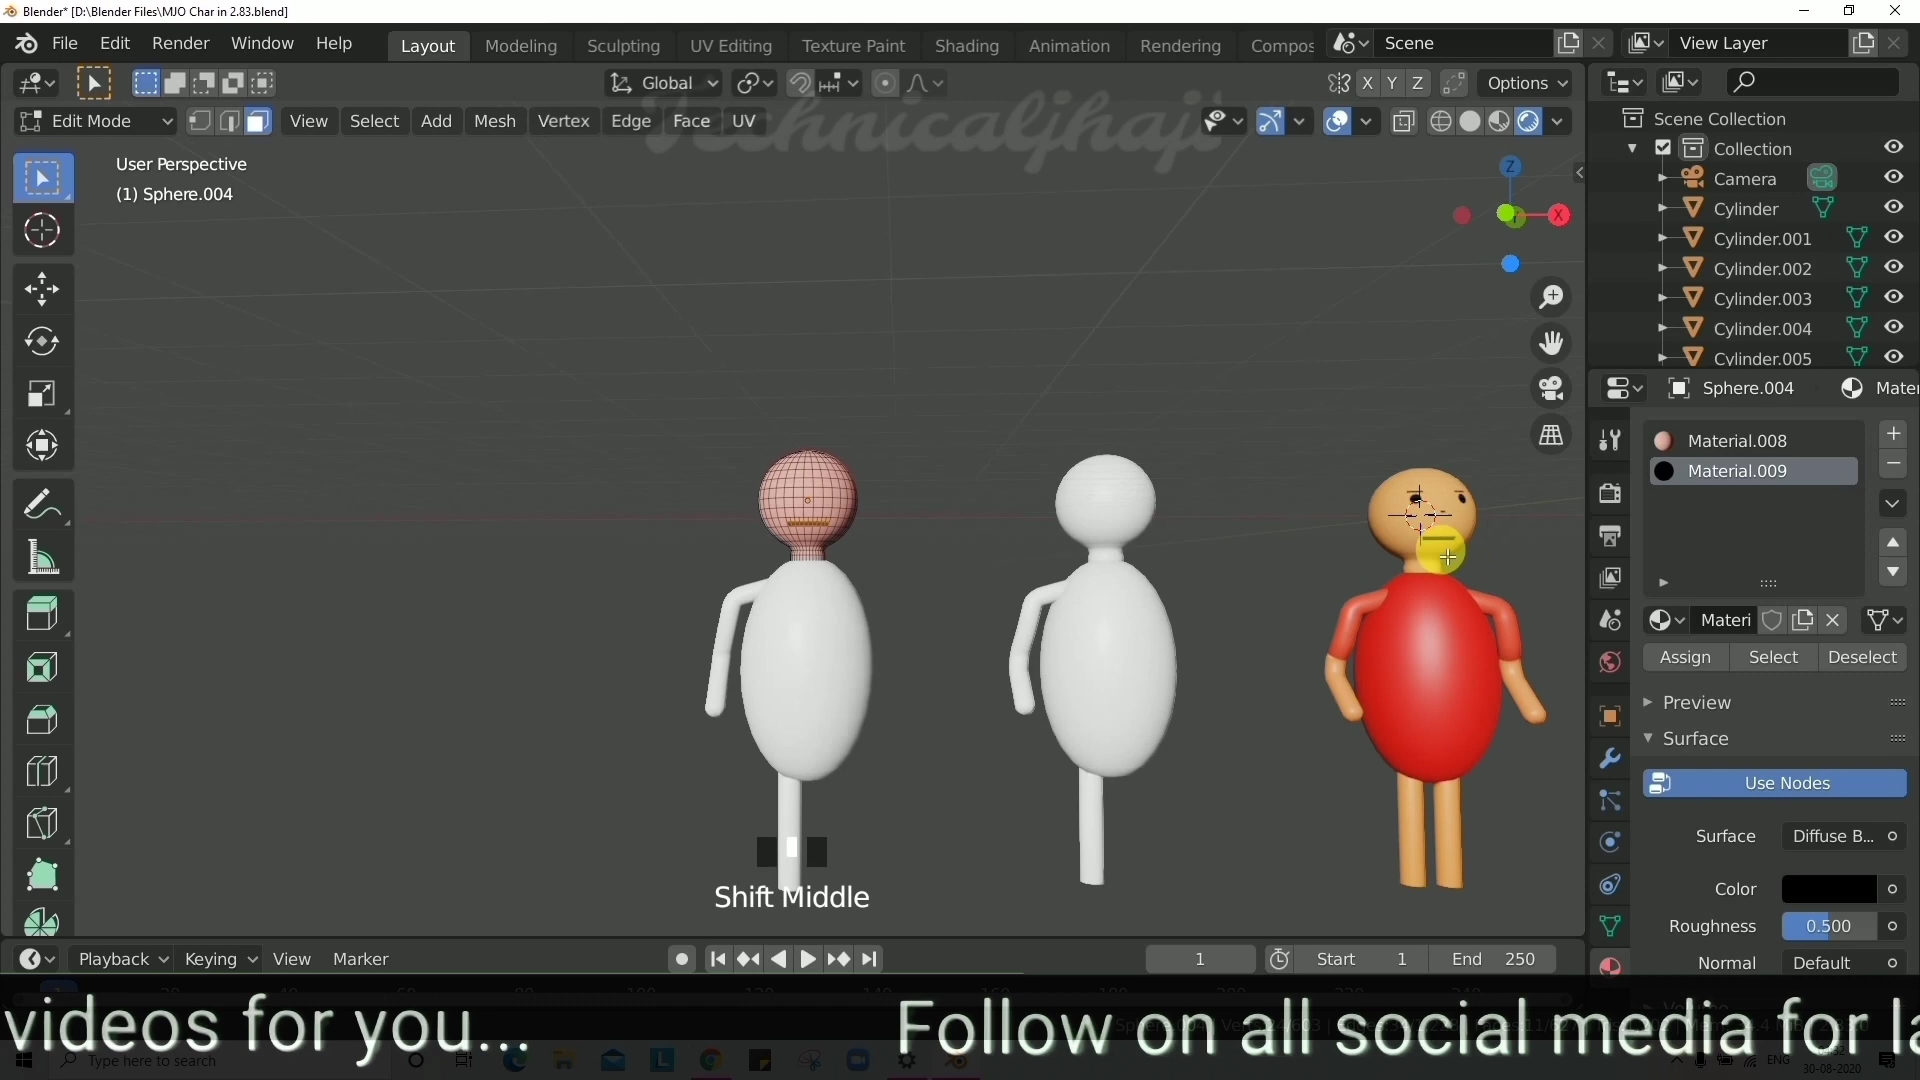 Blender* [D:\Blender Files\MJO Char in 2.83.blend]
File Edit Render Window Help
Layout Modeling Sculpting UV Editing Texture Paint Shading Animation Rendering Compos
Scene
View Layer
Global
X Y Z
Options
Edit Mode
View Select Add Mesh Vertex Edge Face UV
Technicaljhajit
User Perspective
(1) Sphere.004
Z
X
Scene Collection
Collection
Camera
Cylinder
Cylinder.001
Cylinder.002
Cylinder.003
Cylinder.004
Cylinder.005
Sphere.004 Mater
Material.008
Material.009
Materi
Assign Select Deselect
Preview
Surface
Use Nodes
Surface Diffuse B...
Color
Roughness 0.500
Normal Default
Shift Middle
Playback Keying View Marker
1
Start 1
End 250
videos for you...
Follow on all social media for la
Type here to search
ENG
30-08-2020